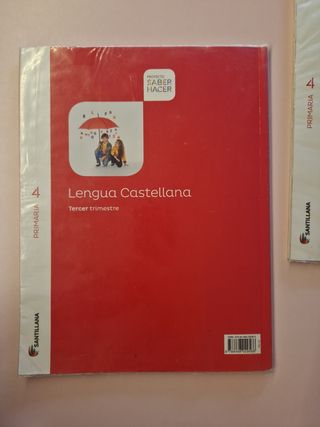 PROYECTO
SABER
HACER
Lengua Castellana
Tercer trimestre
PRIMARIA 4
SANTILLANA
PRIMARIA 4
SANTILLANA